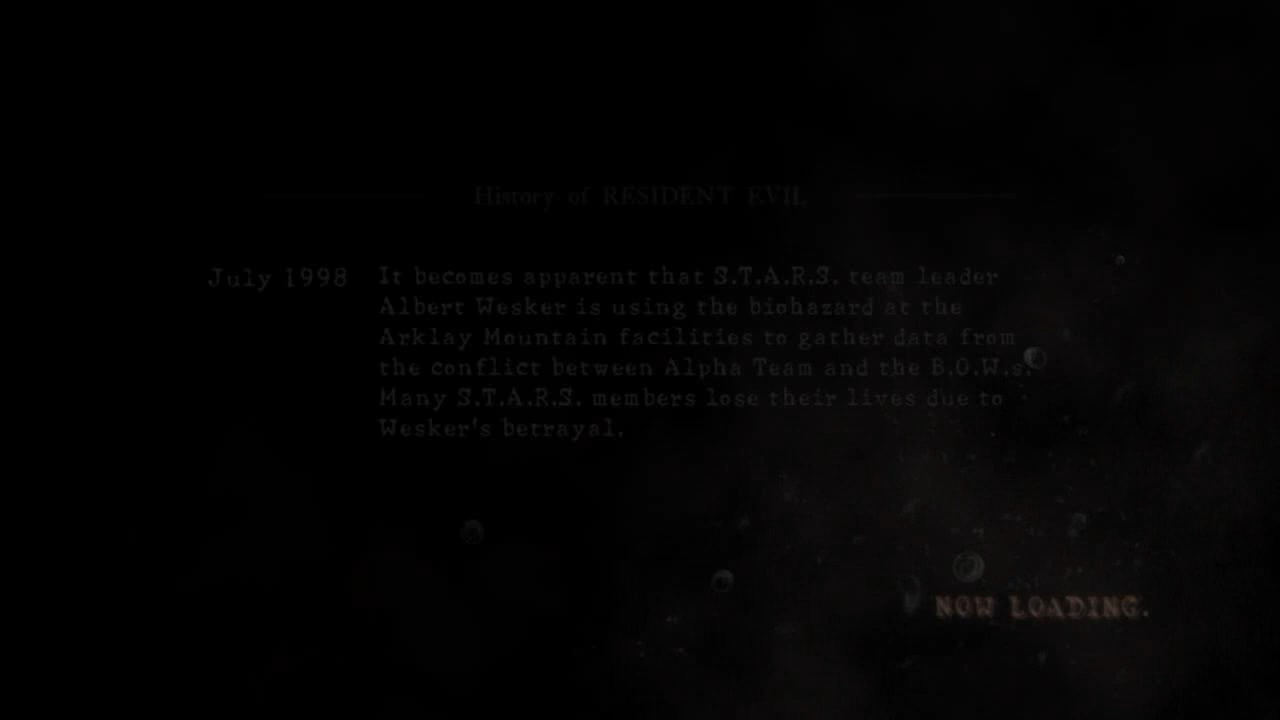 History of RESIDENT EVIL
July 1998 It becomes apparent that S.T.A.R.S. team leader
Albert Wesker is using the biohazard at the
Arklay Mountain facilities to gather data from
the conflict between Alpha Team and the B.O.W.s.
Many S.T.A.R.S. members lose their lives due to
Wesker's betrayal.
NOW LOADING.